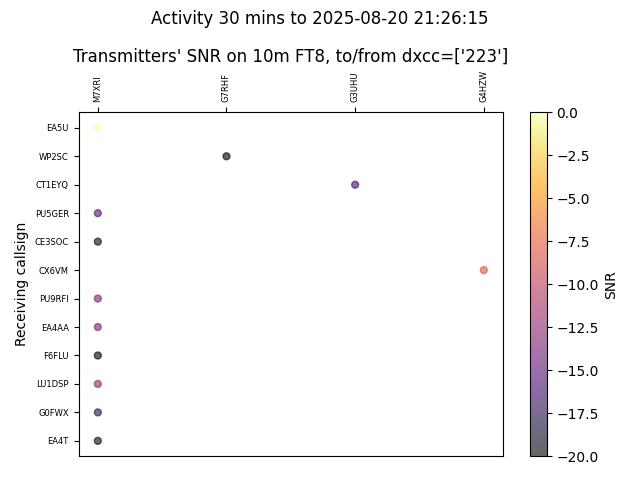 Activity 30 mins to 2025-08-20 21:26:15
Transmitters' SNR on 10m FT8, to/from dxcc=['223']
M7XRI
G7RHF
G3UHU
G4HZW
Receiving callsign
EA5U
WP2SC
CT1EYQ
PU5GER
CE3SOC
CX6VM
PU9RFI
EA4AA
F6FLU
LU1DSP
G0FWX
EA4T
0.0
−2.5
−5.0
−7.5
−10.0
−12.5
−15.0
−17.5
−20.0
SNR